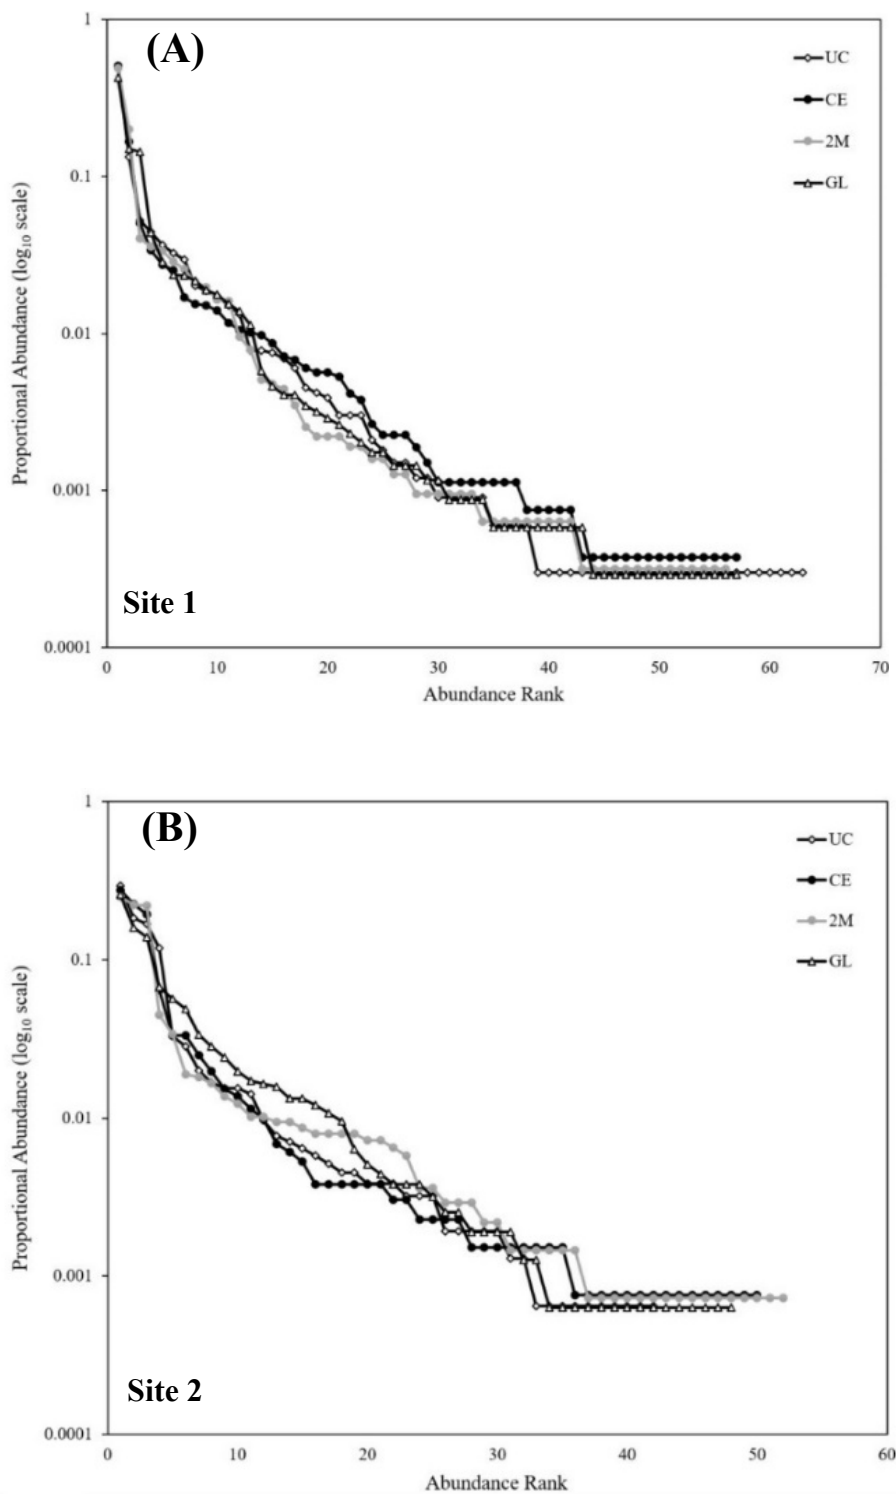 (A)
1
0.1
0.01
0.001
0.0001
Proportional Abundance (log₁₀ scale)
UC
CE
2M
GL
Site 1
0 10 20 30 40 50 60 70
Abundance Rank
(B)
1
0.1
0.01
0.001
0.0001
Proportional Abundance (log₁₀ scale)
UC
CE
2M
GL
Site 2
0 10 20 30 40 50 60
Abundance Rank